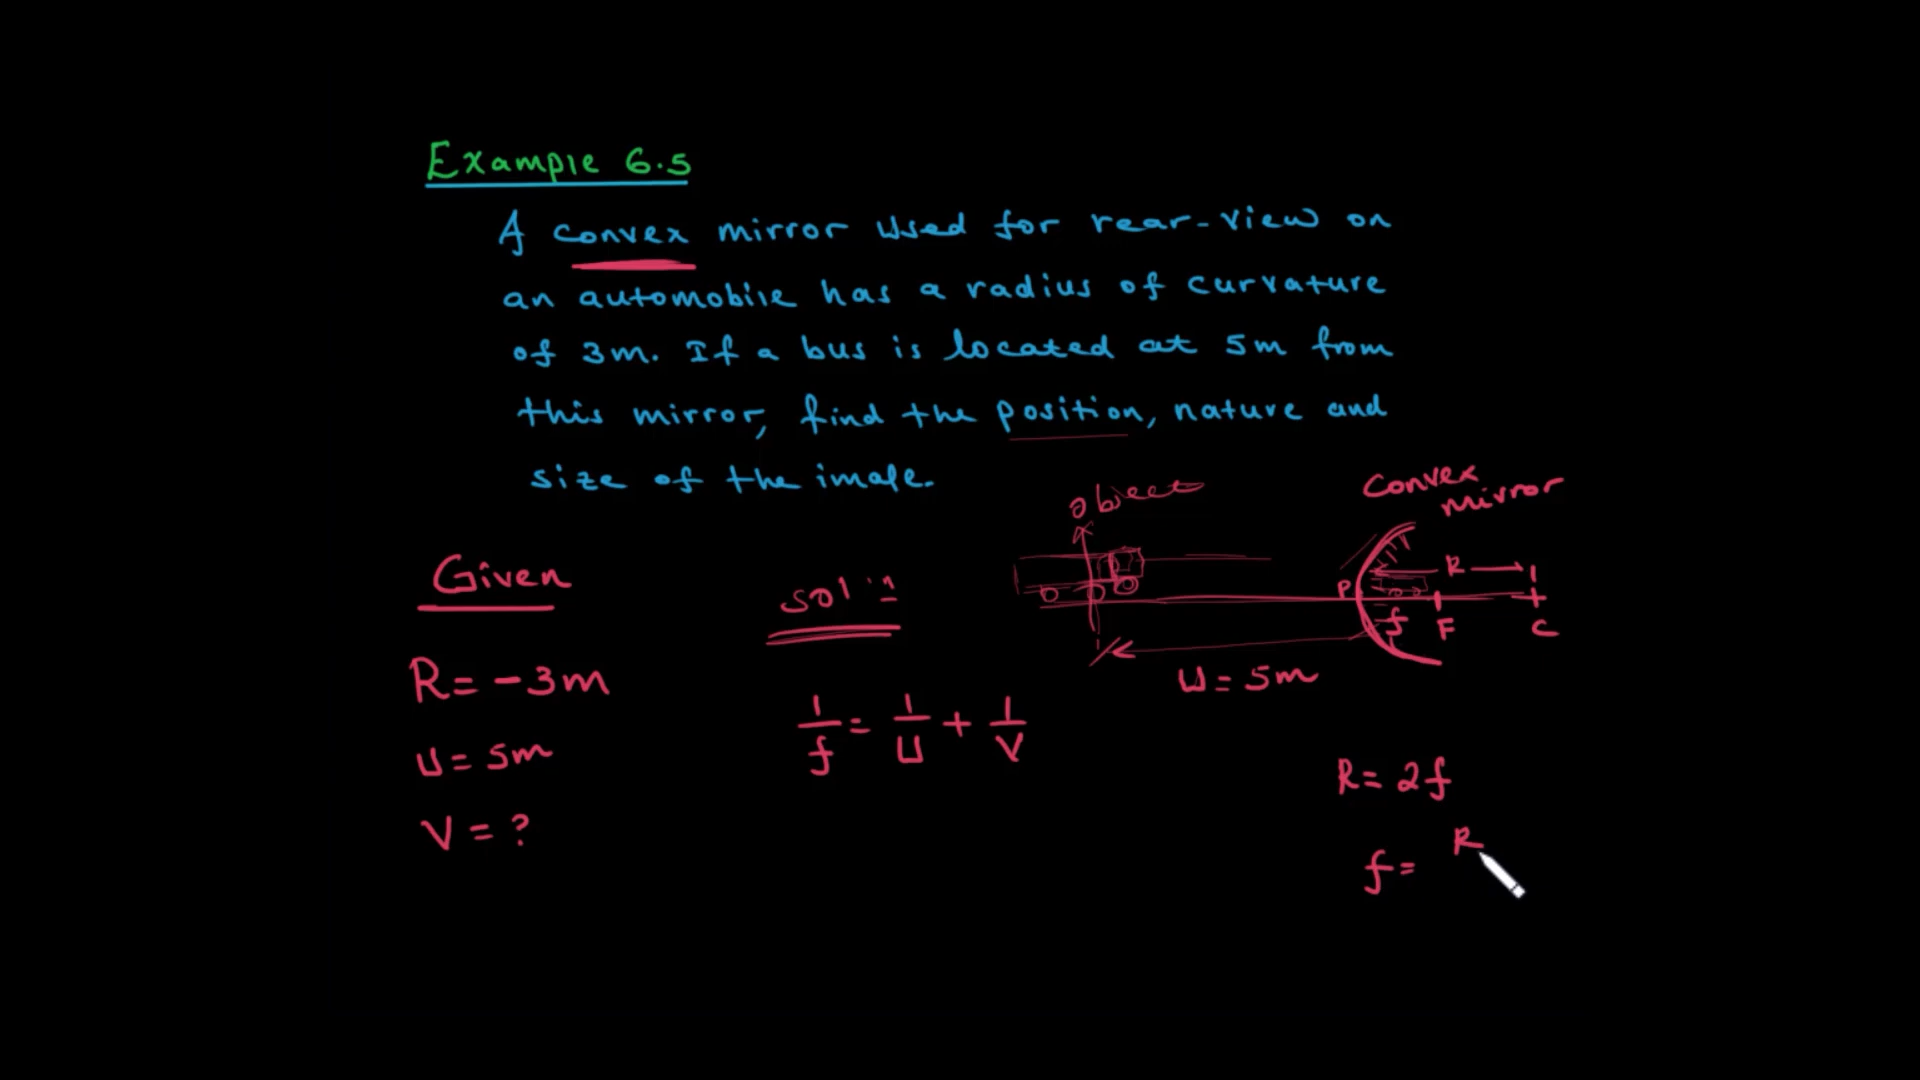 Example 6.5
A convex mirror used for rear-view on
an automobile has a radius of curvature
of 3m. If a bus is located at 5m from
this mirror, find the position, nature and
size of the image.
object
Convex
mirror
Given
sol'n
P
R
f
F
C
R = -3m
U = 5m
1/f = 1/U + 1/V
U = 5m
R = 2f
V = ?
f = R